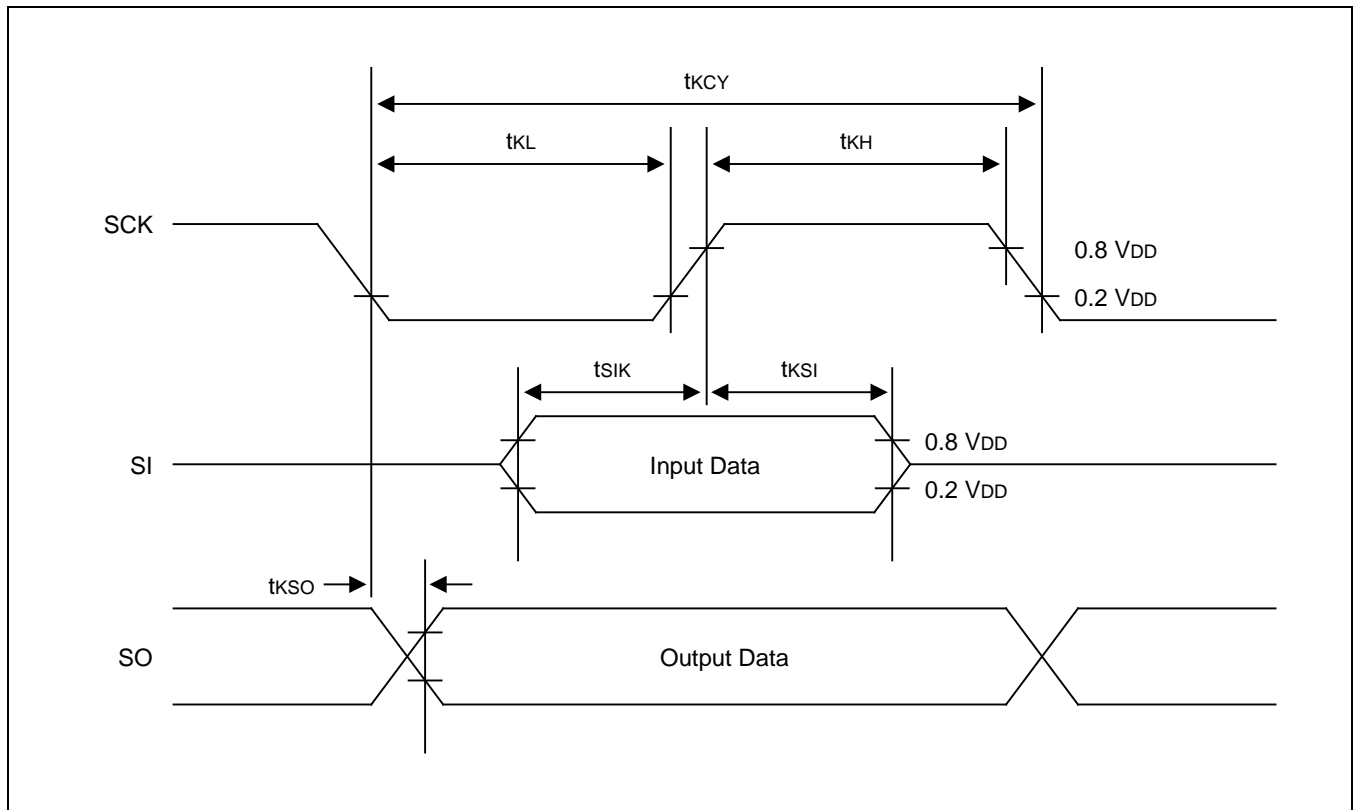 tKCY
tKL
tKH
SCK
0.8 VDD
0.2 VDD
tSIK
tKSI
0.8 VDD
SI
Input Data
0.2 VDD
tKSO
SO
Output Data